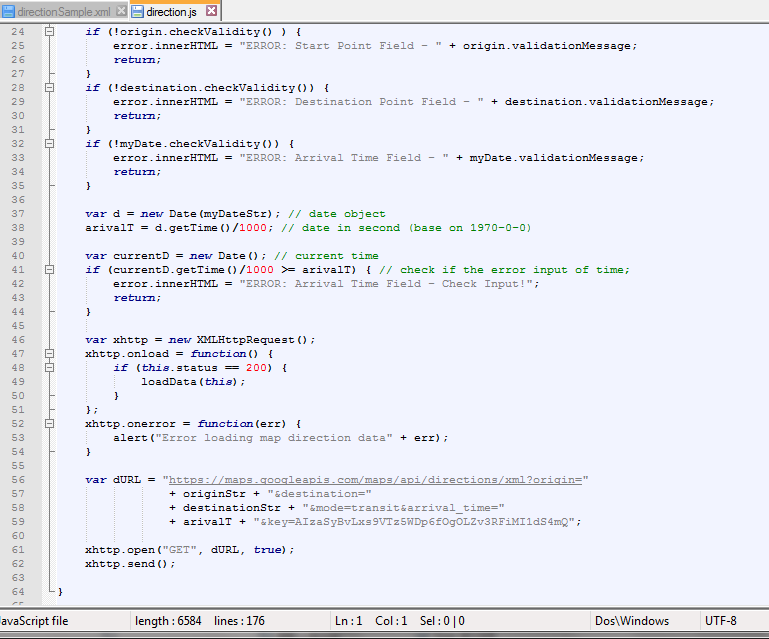 directionSample.xml direction.js
24 if (!origin.checkValidity() ) {
25 error.innerHTML = "ERROR: Start Point Field - " + origin.validationMessage;
26 return;
27 }
28 if (!destination.checkValidity()) {
29 error.innerHTML = "ERROR: Destination Point Field - " + destination.validationMessage;
30 return;
31 }
32 if (!myDate.checkValidity()) {
33 error.innerHTML = "ERROR: Arrival Time Field - " + myDate.validationMessage;
34 return;
35 }
36
37 var d = new Date(myDateStr); // date object
38 arivalT = d.getTime()/1000; // date in second (base on 1970-0-0)
39
40 var currentD = new Date(); // current time
41 if (currentD.getTime()/1000 >= arivalT) { // check if the error input of time;
42 error.innerHTML = "ERROR: Arrival Time Field - Check Input!";
43 return;
44 }
45
46 var xhttp = new XMLHttpRequest();
47 xhttp.onload = function() {
48 if (this.status == 200) {
49 loadData(this);
50 }
51 };
52 xhttp.onerror = function(err) {
53 alert("Error loading map direction data" + err);
54 }
55
56 var dURL = "https://maps.googleapis.com/maps/api/directions/xml?origin="
57 + originStr + "&destination="
58 + destinationStr + "&mode=transit&arrival_time="
59 + arivalT + "&key=AIzaSyBvLxs9VTz5WDp6fOgOLZv3RFiMI1dS4mQ";
60
61 xhttp.open("GET", dURL, true);
62 xhttp.send();
63
64 }
JavaScript file length : 6584 lines : 176 Ln : 1 Col : 1 Sel : 0 | 0 Dos\Windows UTF-8